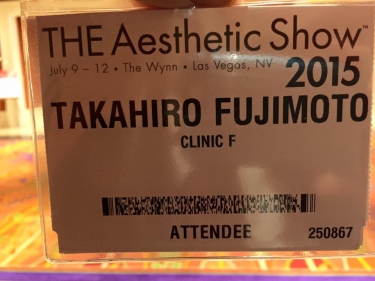 THE Aesthetic Show™
July 9 – 12 • The Wynn • Las Vegas, NV
2015
TAKAHIRO FUJIMOTO
CLINIC F
ATTENDEE 250867